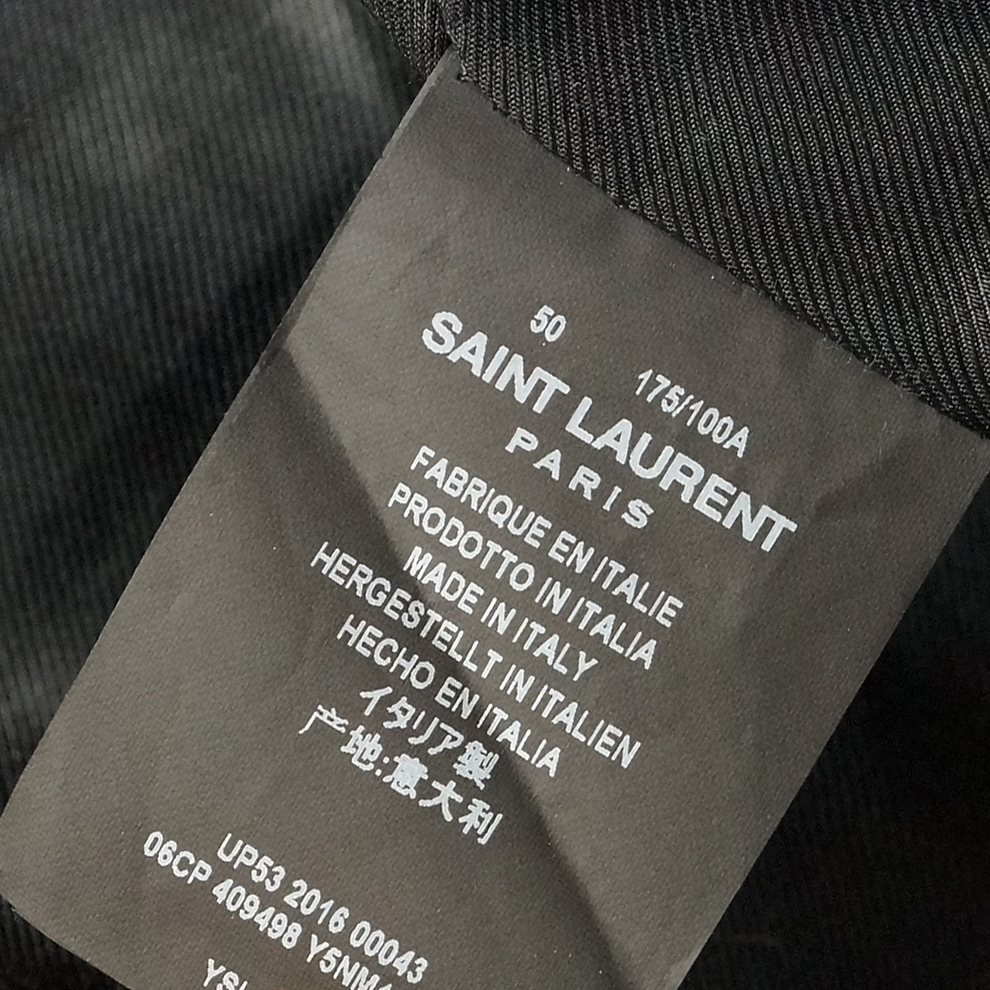 50
175/100A
SAINT LAURENT
PARIS
FABRIQUE EN ITALIE
PRODOTTO IN ITALIA
MADE IN ITALY
HERGESTELLT IN ITALIEN
HECHO EN ITALIA
イタリア製
产地:意大利
UP53 2016 00043
06CP 409498